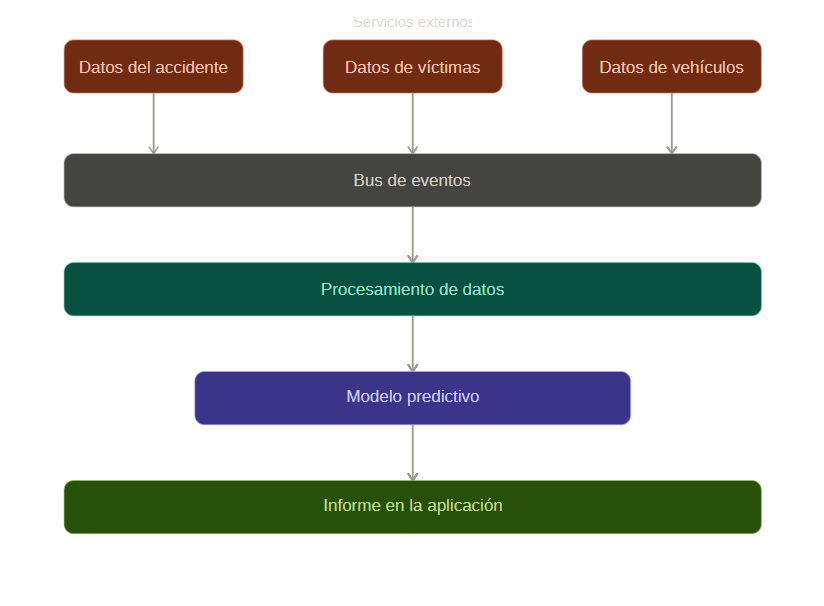 Servicios externos
Datos del accidente
Datos de víctimas
Datos de vehículos
Bus de eventos
Procesamiento de datos
Modelo predictivo
Informe en la aplicación